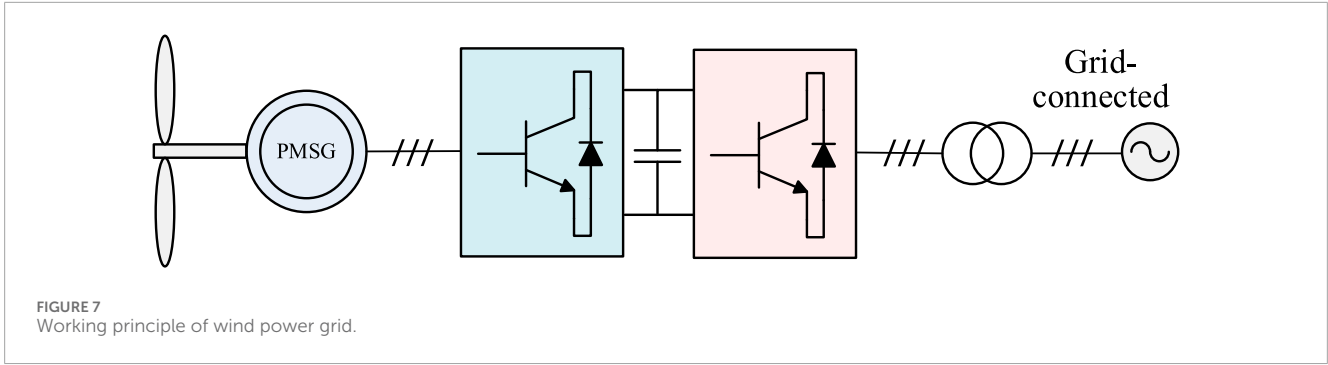 Grid-
connected
PMSG
FIGURE 7
Working principle of wind power grid.